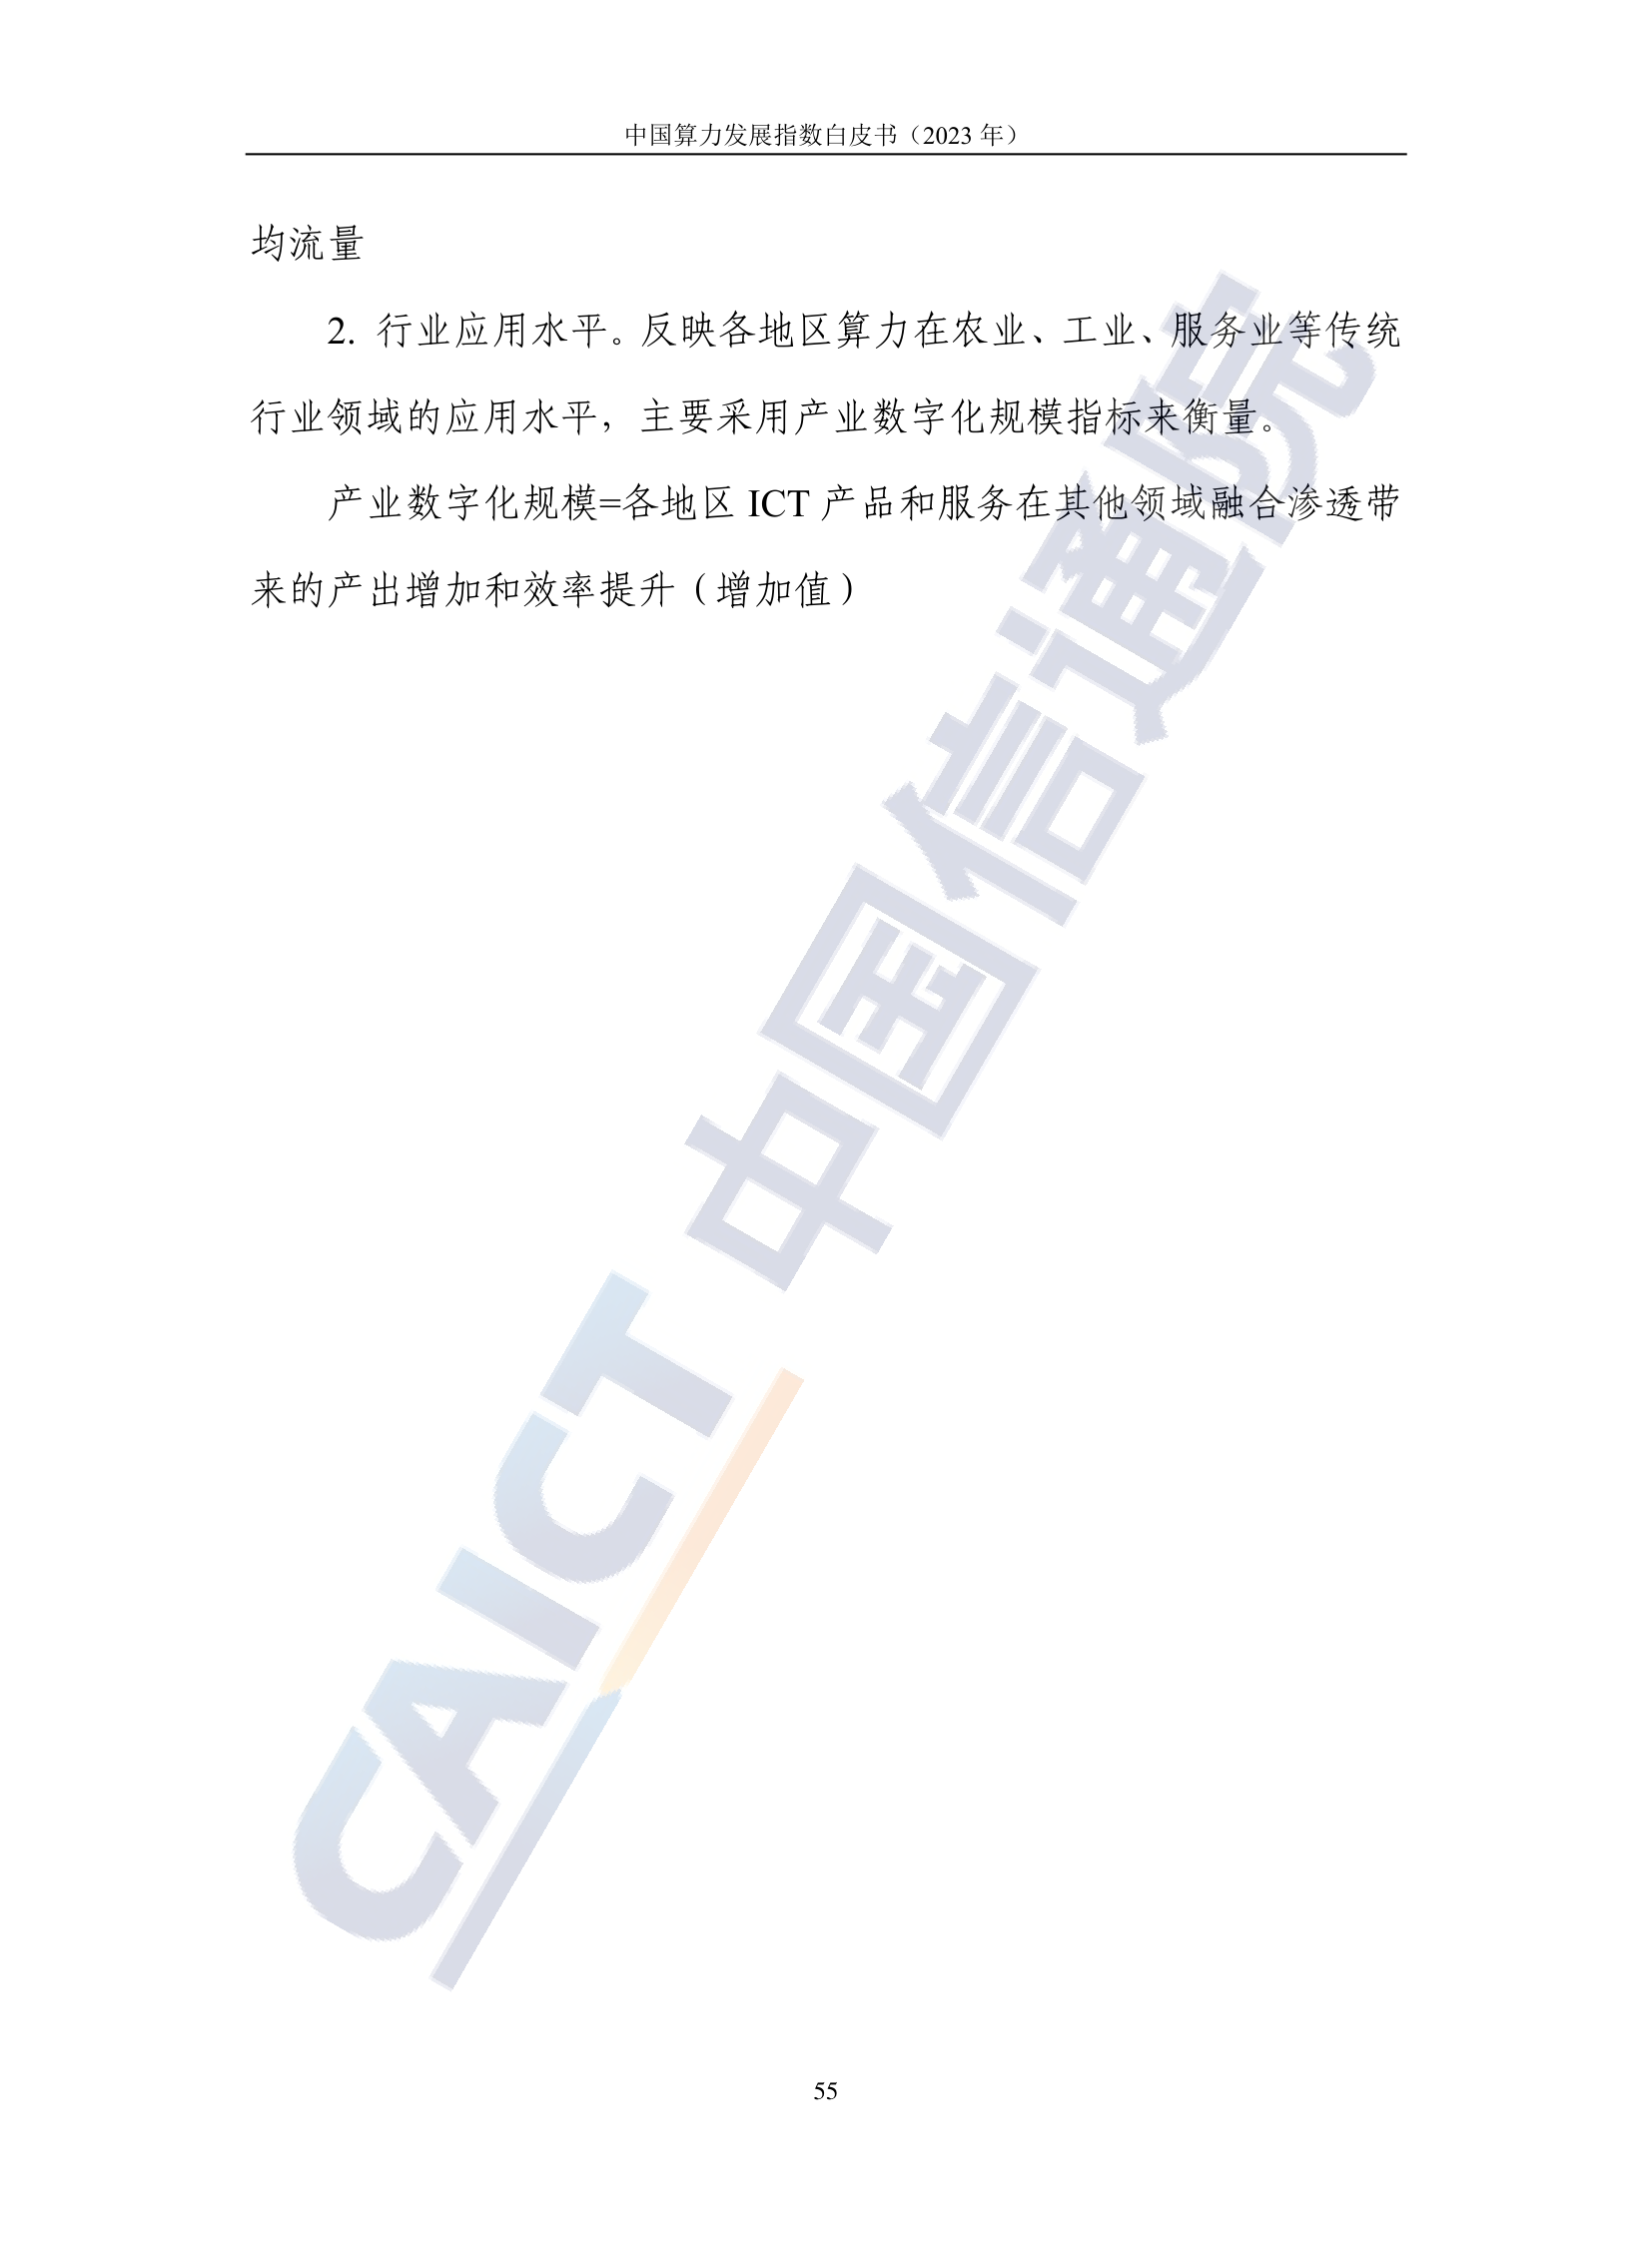 中国算力发展指数白皮书（2023 年）
均流量
2. 行业应用水平。反映各地区算力在农业、工业、服务业等传统
行业领域的应用水平，主要采用产业数字化规模指标来衡量。
产业数字化规模=各地区 ICT 产品和服务在其他领域融合渗透带
来的产出增加和效率提升（增加值）
CAICT 中国信通院
55